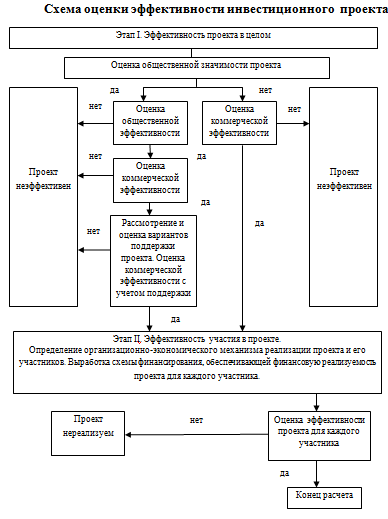 Схема оценки эффективности инвестиционного проекта
Этап I. Эффективность проекта в целом
Оценка общественной значимости проекта
да
нет
Проект
неэффективен
нет
Оценка
общественной
эффективности
Оценка
коммерческой
эффективности
нет
Проект
неэффективен
нет
да
Оценка
коммерческой
эффективности
да
да
нет
Рассмотрение и
оценка вариантов
поддержки
проекта. Оценка
коммерческой
эффективности с
учетом поддержки
да
Этап Ц. Эффективность участия в проекте.
Определение организационно-экономического механизма реализации проекта и его
участников. Выработка схемы финансирования, обеспечивающей финансовую реализуемость
проекта для каждого участника.
Проект
нереализуем
нет
Оценка эффективности
проекта для каждого
участника
да
Конец расчета